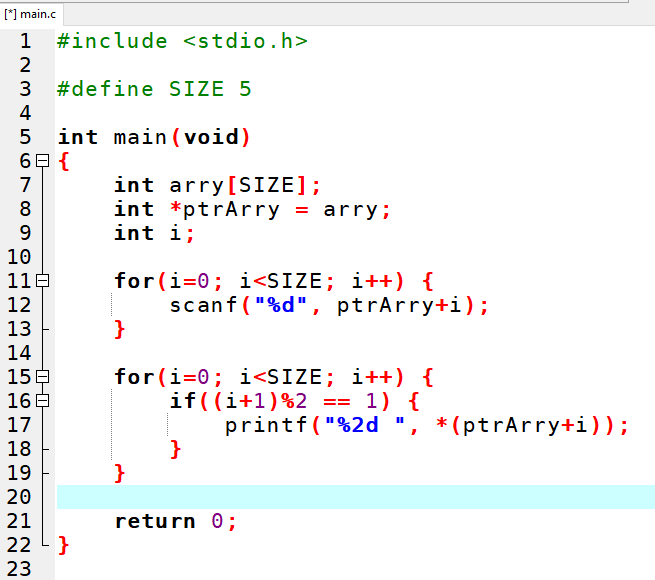 [*] main.c
1 #include <stdio.h>
2
3 #define SIZE 5
4
5 int main(void)
6 {
7     int arry[SIZE];
8     int *ptrArry = arry;
9     int i;
10
11     for(i=0; i<SIZE; i++) {
12         scanf("%d", ptrArry+i);
13     }
14
15     for(i=0; i<SIZE; i++) {
16         if((i+1)%2 == 1) {
17             printf("%2d ", *(ptrArry+i));
18         }
19     }
20
21     return 0;
22 }
23